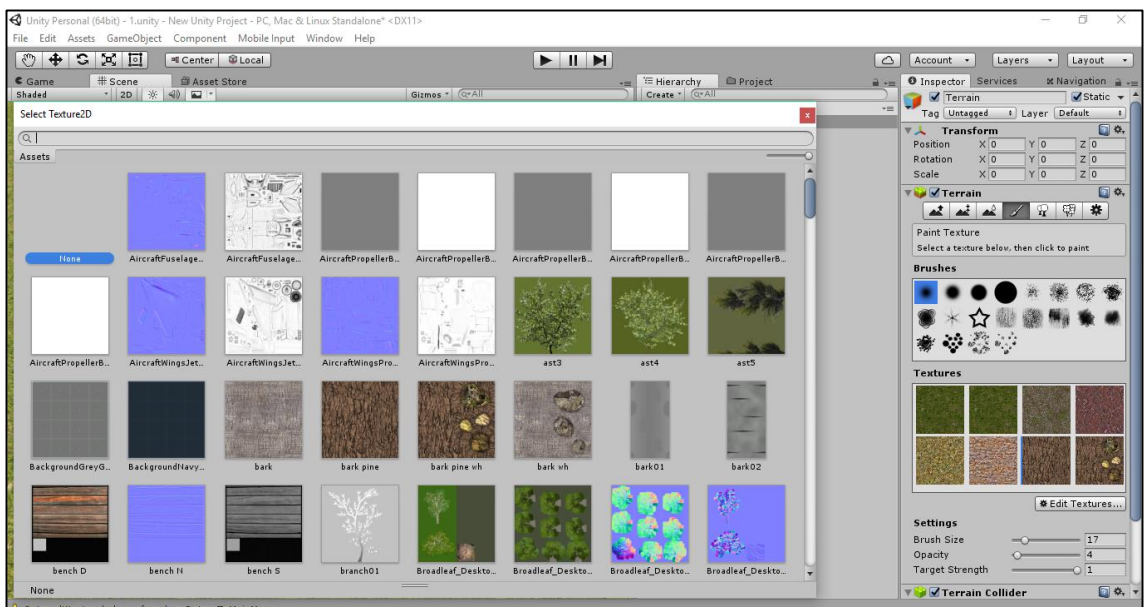 Unity Personal (64bit) - 1.unity - New Unity Project - PC, Mac & Linux Standalone* <DX11>
File Edit Assets GameObject Component Mobile Input Window Help
Center Local Account Layers Layout
Game Scene Asset Store Hierarchy Project Inspector Services Navigation
Shaded 2D Gizmos All Create All Terrain Static
Tag Untagged Layer Default
Select Texture2D
Assets
Transform
Position X 0 Y 0 Z 0
Rotation X 0 Y 0 Z 0
Scale X 0 Y 0 Z 0
None AircraftFuselage... AircraftFuselage... AircraftPropellerB... AircraftPropellerB... AircraftPropellerB... AircraftPropellerB... AircraftPropellerB...
AircraftPropellerB... AircraftWingsJet... AircraftWingsJet... AircraftWingsPro... AircraftWingsPro... ast3 ast4 ast5
BackgroundGreyG... BackgroundNavy... bark bark pine bark pine wh bark wh bark01 bark02
bench D bench N bench S branch01 Broadleaf_Deskto... Broadleaf_Deskto... Broadleaf_Deskto... Broadleaf_Deskto...
None
Terrain
Paint Texture
Select a texture below, then click to paint
Brushes
Textures
Edit Textures...
Settings
Brush Size 17
Opacity 4
Target Strength 1
Terrain Collider